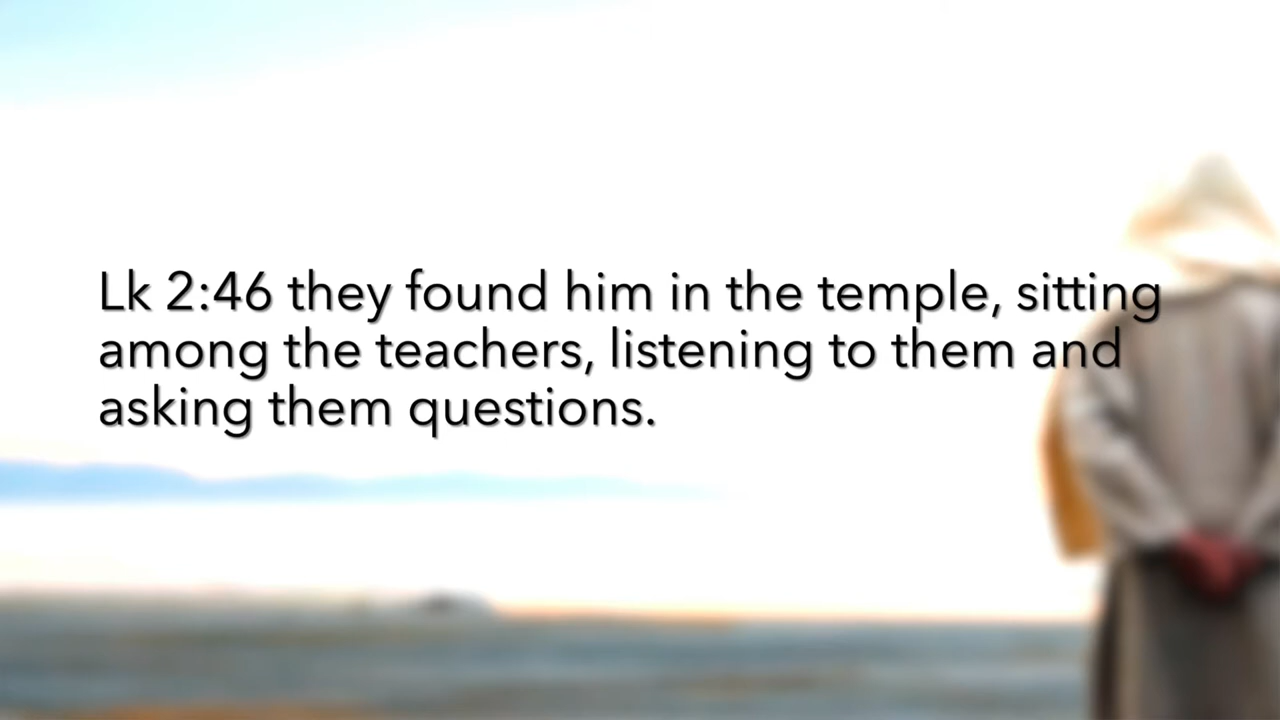 Lk 2:46 they found him in the temple, sitting
among the teachers, listening to them and
asking them questions.